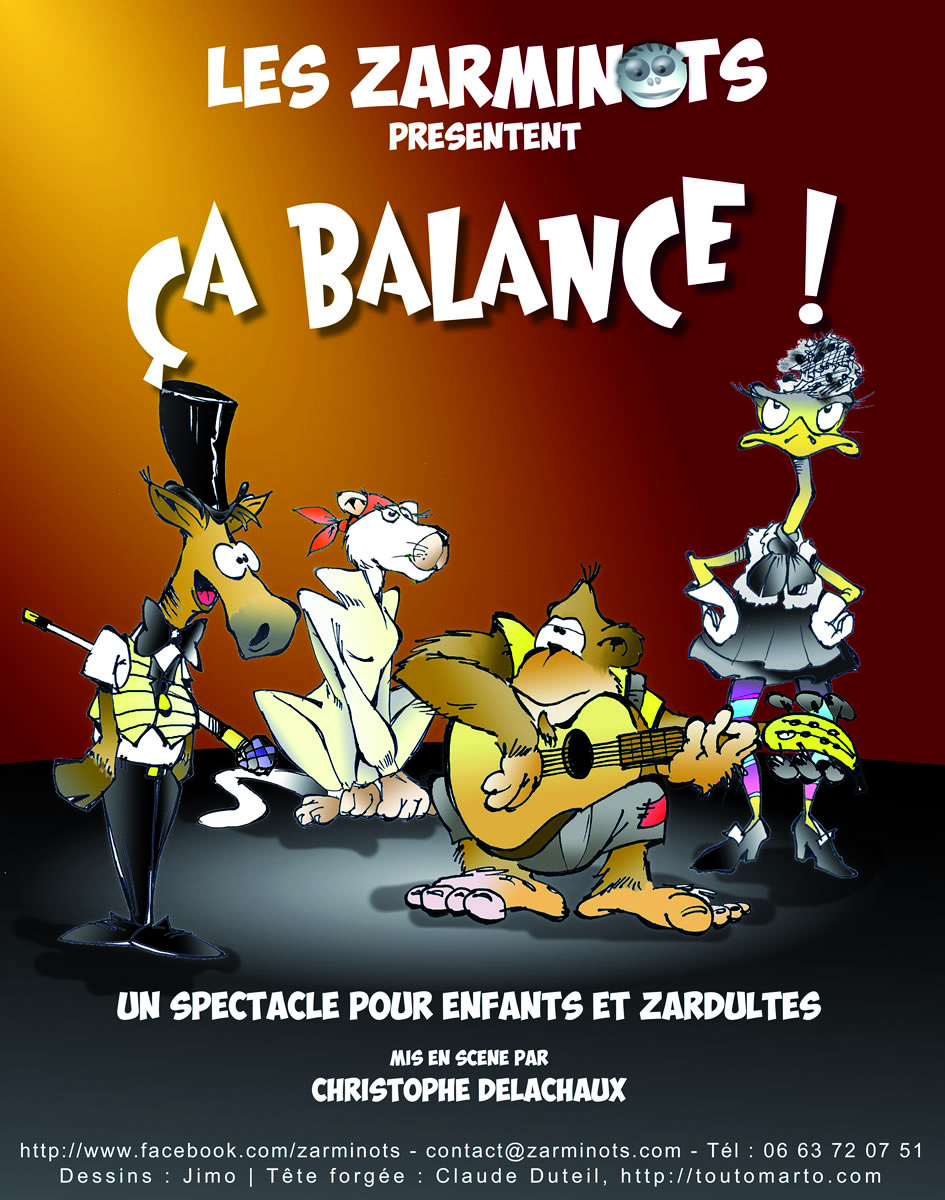 LES ZARMINOTS
PRESENTENT
ÇA BALANCE !
UN SPECTACLE POUR ENFANTS ET ZARDULTES
MIS EN SCENE PAR
CHRISTOPHE DELACHAUX
http://www.facebook.com/zarminots - contact@zarminots.com - Tél : 06 63 72 07 51
Dessins : Jimo | Tête forgée : Claude Duteil, http://toutomarto.com